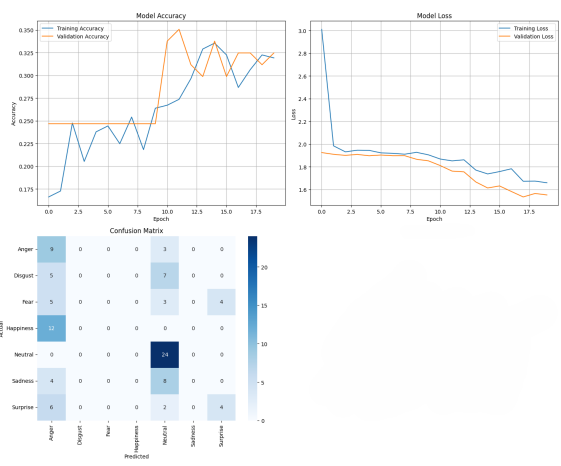 Model Accuracy
Training Accuracy
Validation Accuracy
0.350
0.325
0.300
0.275
0.250
0.225
0.200
0.175
Accuracy
0.0 2.5 5.0 7.5 10.0 12.5 15.0 17.5
Epoch
Model Loss
Training Loss
Validation Loss
3.0
2.8
2.6
2.4
2.2
2.0
1.8
1.6
Loss
0.0 2.5 5.0 7.5 10.0 12.5 15.0 17.5
Epoch
Confusion Matrix
Actual
Anger 9 0 0 0 3 0 0
Disgust 5 0 0 0 7 0 0
Fear 5 0 0 0 3 0 4
Happiness 12 0 0 0 0 0 0
Neutral 0 0 0 0 24 0 0
Sadness 4 0 0 0 8 0 0
Surprise 6 0 0 0 2 0 4
Anger Disgust Fear Happiness Neutral Sadness Surprise
Predicted
20
15
10
5
0